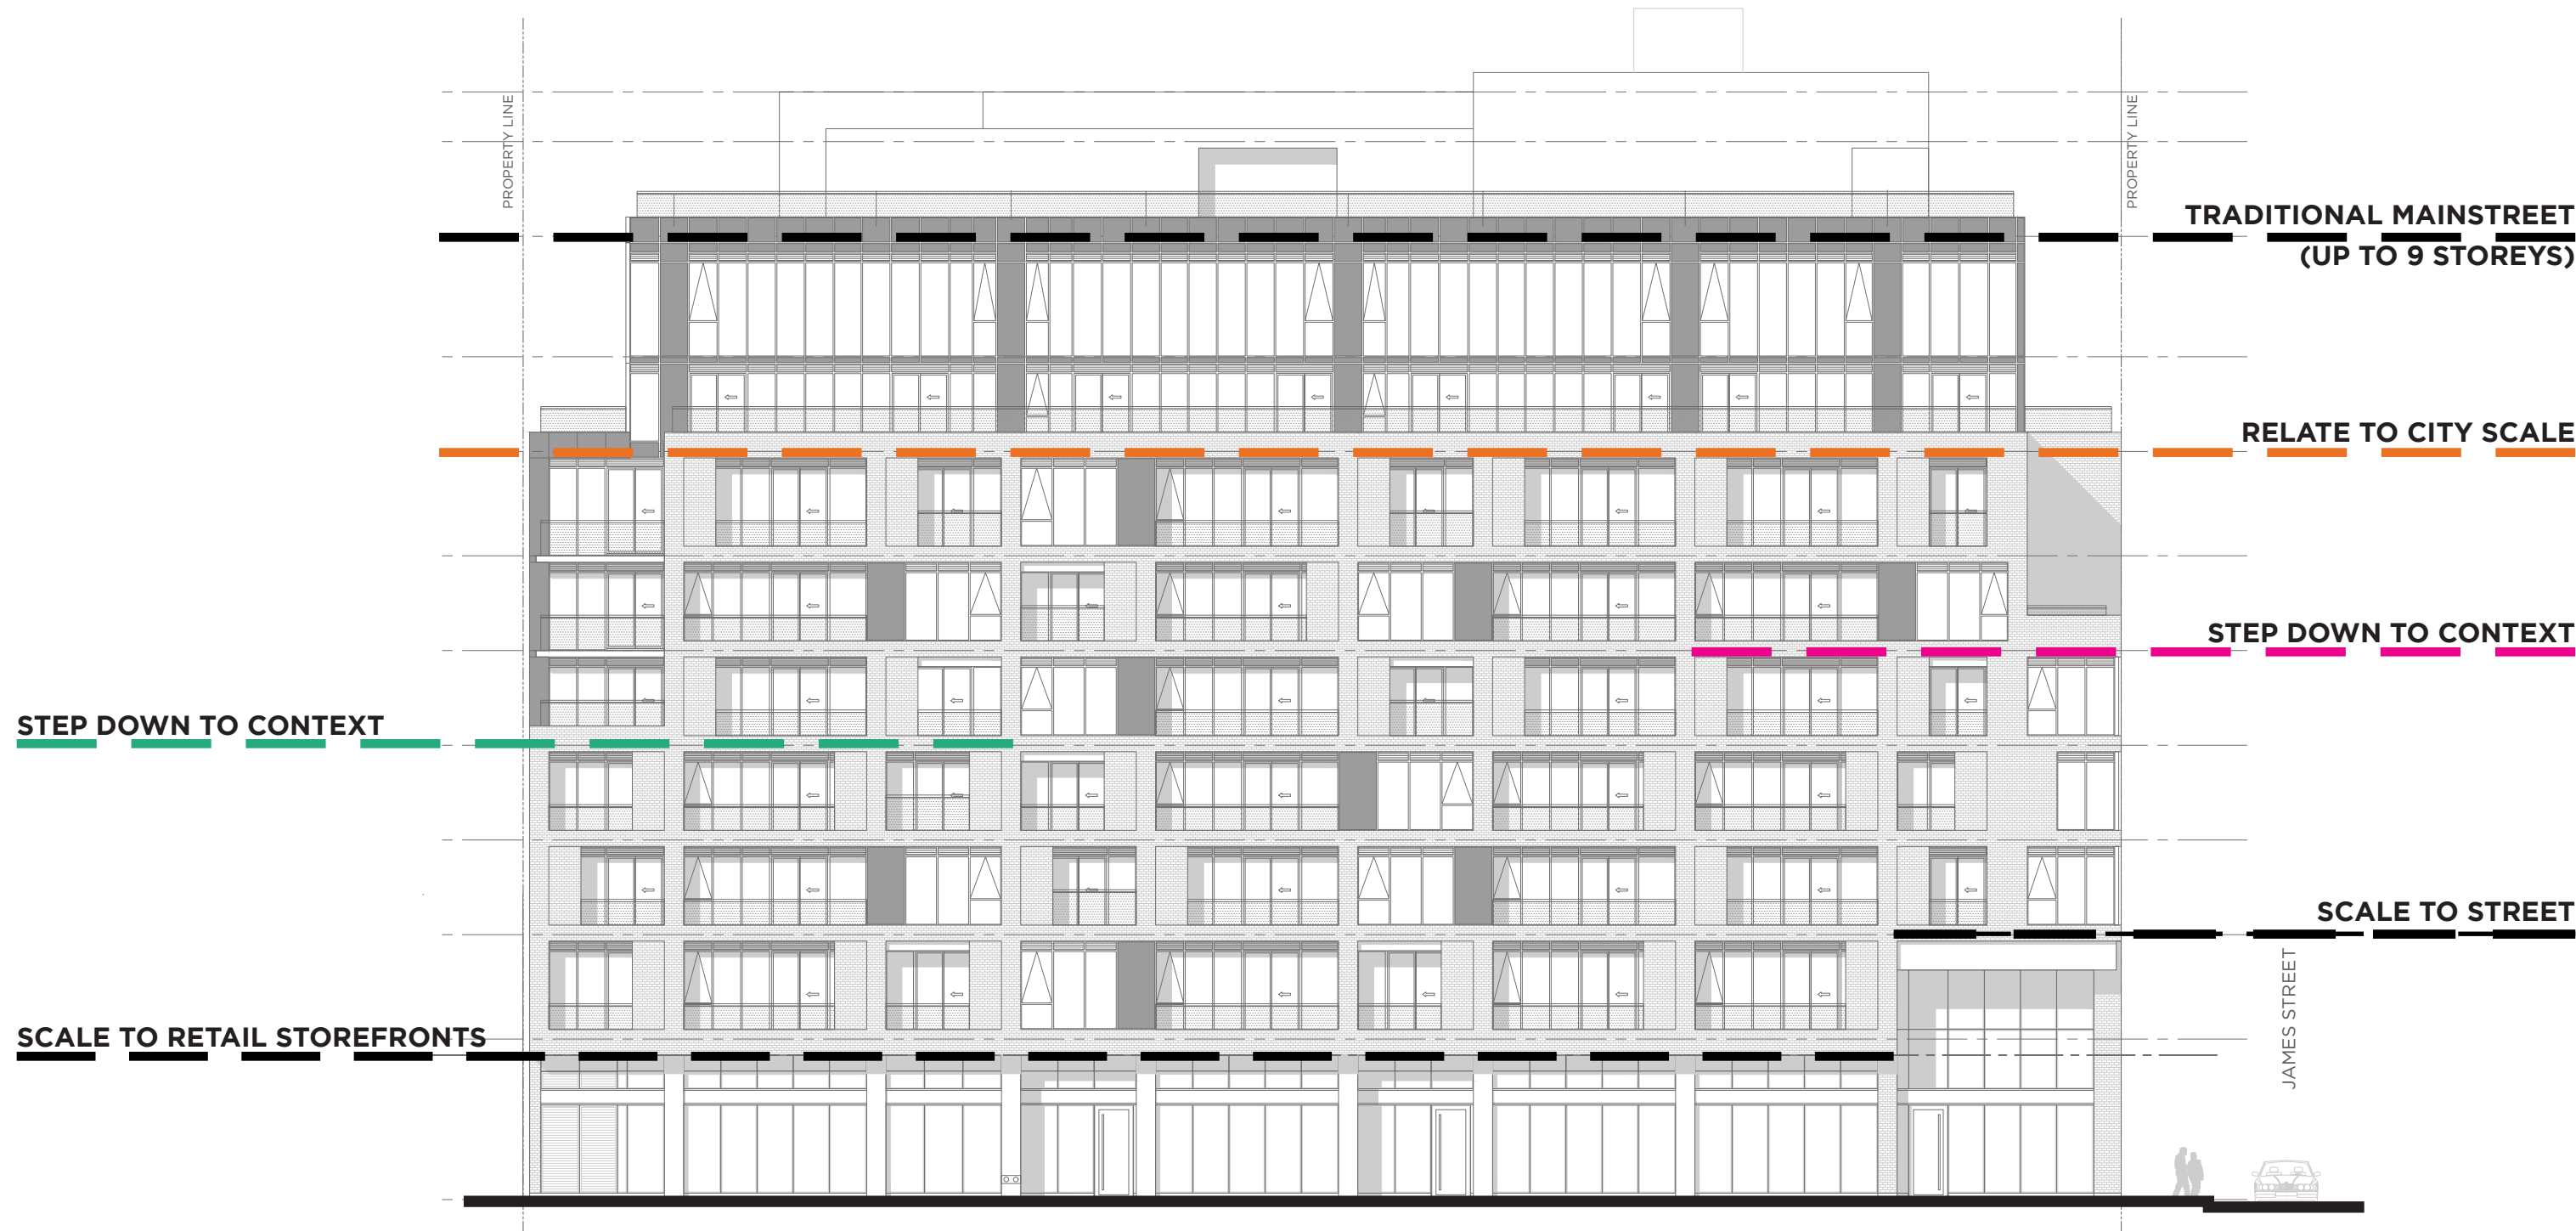 PROPERTY LINE
PROPERTY LINE
TRADITIONAL MAINSTREET
(UP TO 9 STOREYS)
RELATE TO CITY SCALE
STEP DOWN TO CONTEXT
STEP DOWN TO CONTEXT
SCALE TO STREET
JAMES STREET
SCALE TO RETAIL STOREFRONTS